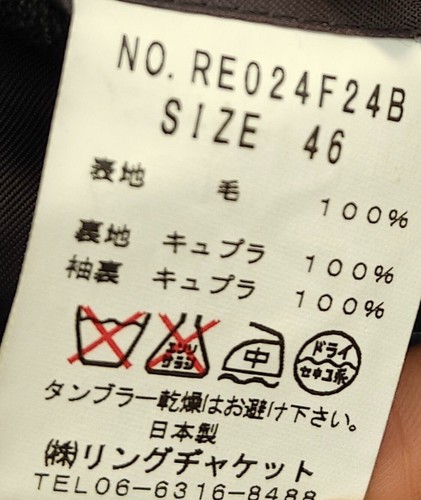 NO. RE024F24B
SIZE 46
表地 毛 100%
裏地 キュプラ 100%
袖裏 キュプラ 100%
エンソ サラシ 中 ドライ セキユ系
タンブラー乾燥はお避け下さい。
日本製
㈱リングヂャケット
TEL06-6316-8488